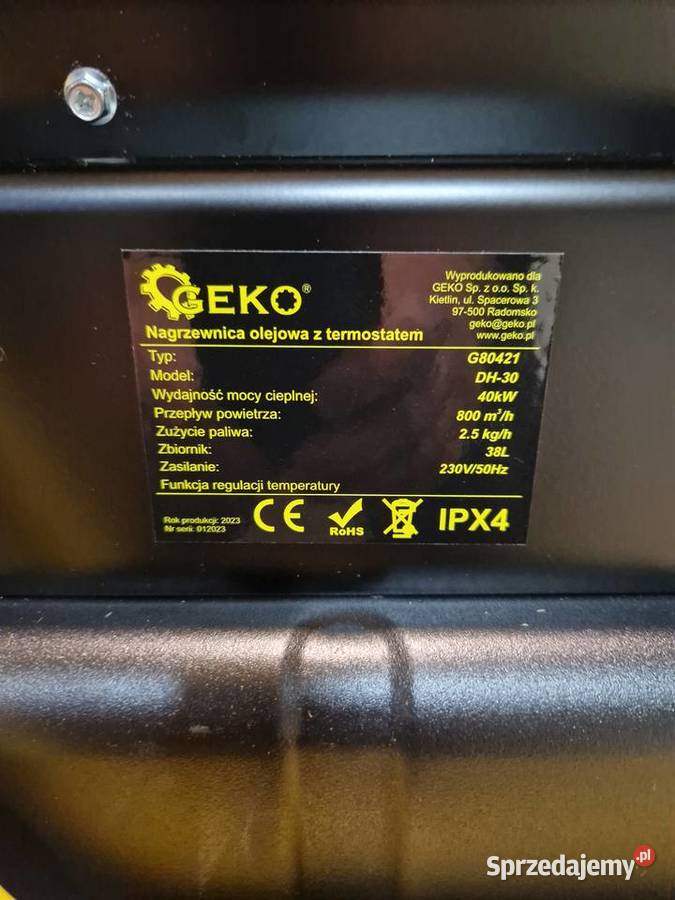 GEKO®
Wyprodukowano dla
GEKO Sp. z o.o. Sp. k.
Kietlin, ul. Spacerowa 3
97-500 Radomsko
geko@geko.pl
www.geko.pl
Nagrzewnica olejowa z termostatem
Typ: G80421
Model: DH-30
Wydajność mocy cieplnej: 40kW
Przepływ powietrza: 800 m³/h
Zużycie paliwa: 2.5 kg/h
Zbiornik: 38L
Zasilanie: 230V/50Hz
Funkcja regulacji temperatury
Rok produkcji: 2023
Nr serii: 012023
CE
RoHS
IPX4
Sprzedajemy.pl